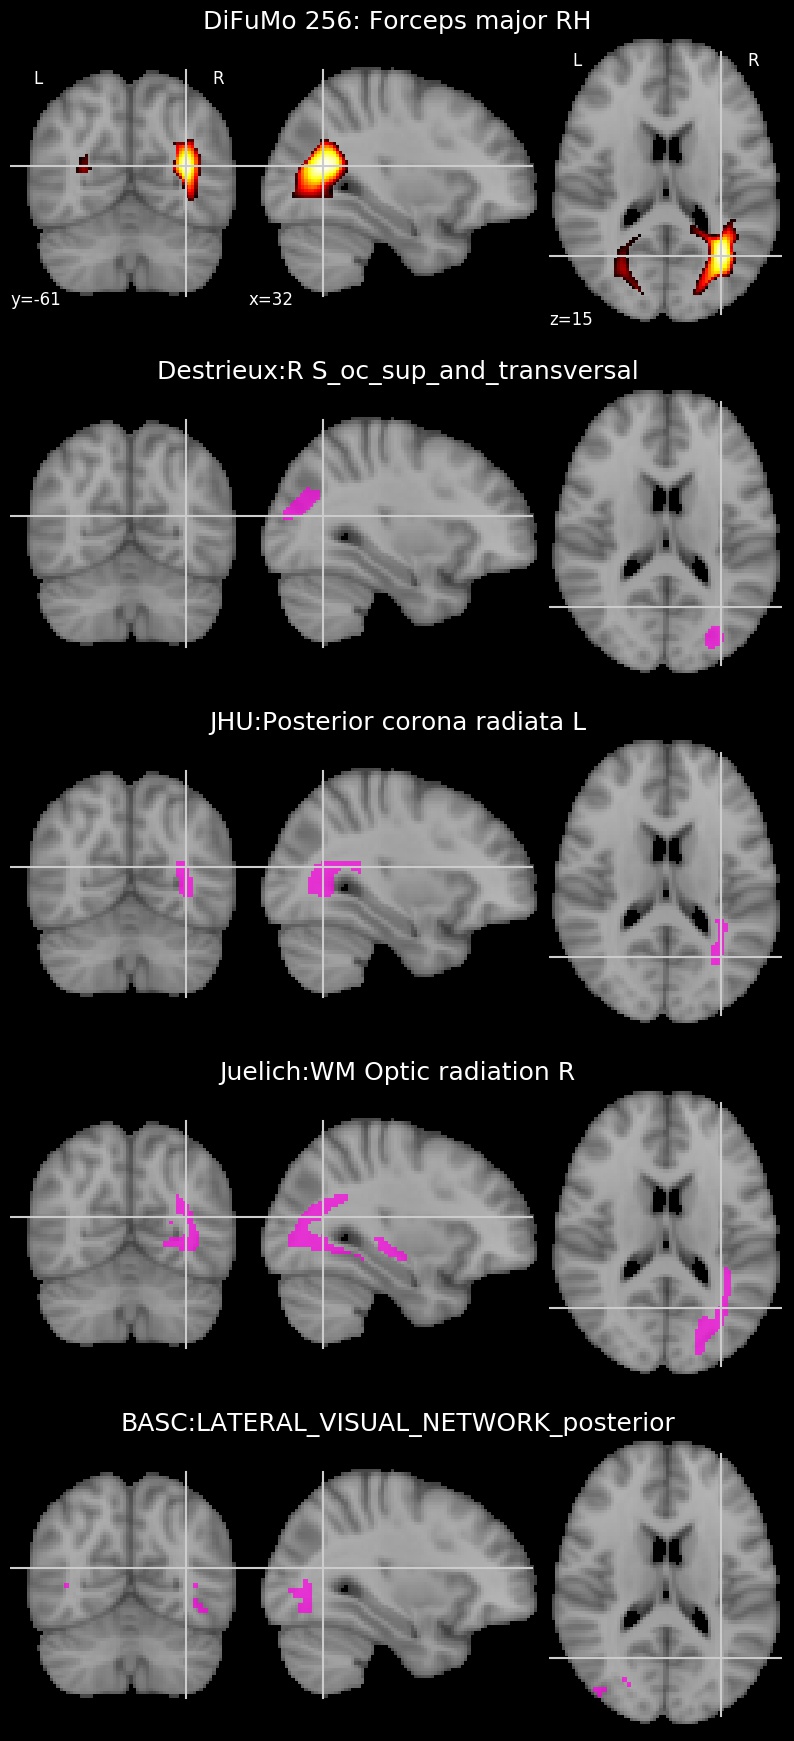 DiFuMo 256: Forceps major RH
L R
L R
y=-61
x=32
z=15
Destrieux:R S_oc_sup_and_transversal
JHU:Posterior corona radiata L
Juelich:WM Optic radiation R
BASC:LATERAL_VISUAL_NETWORK_posterior